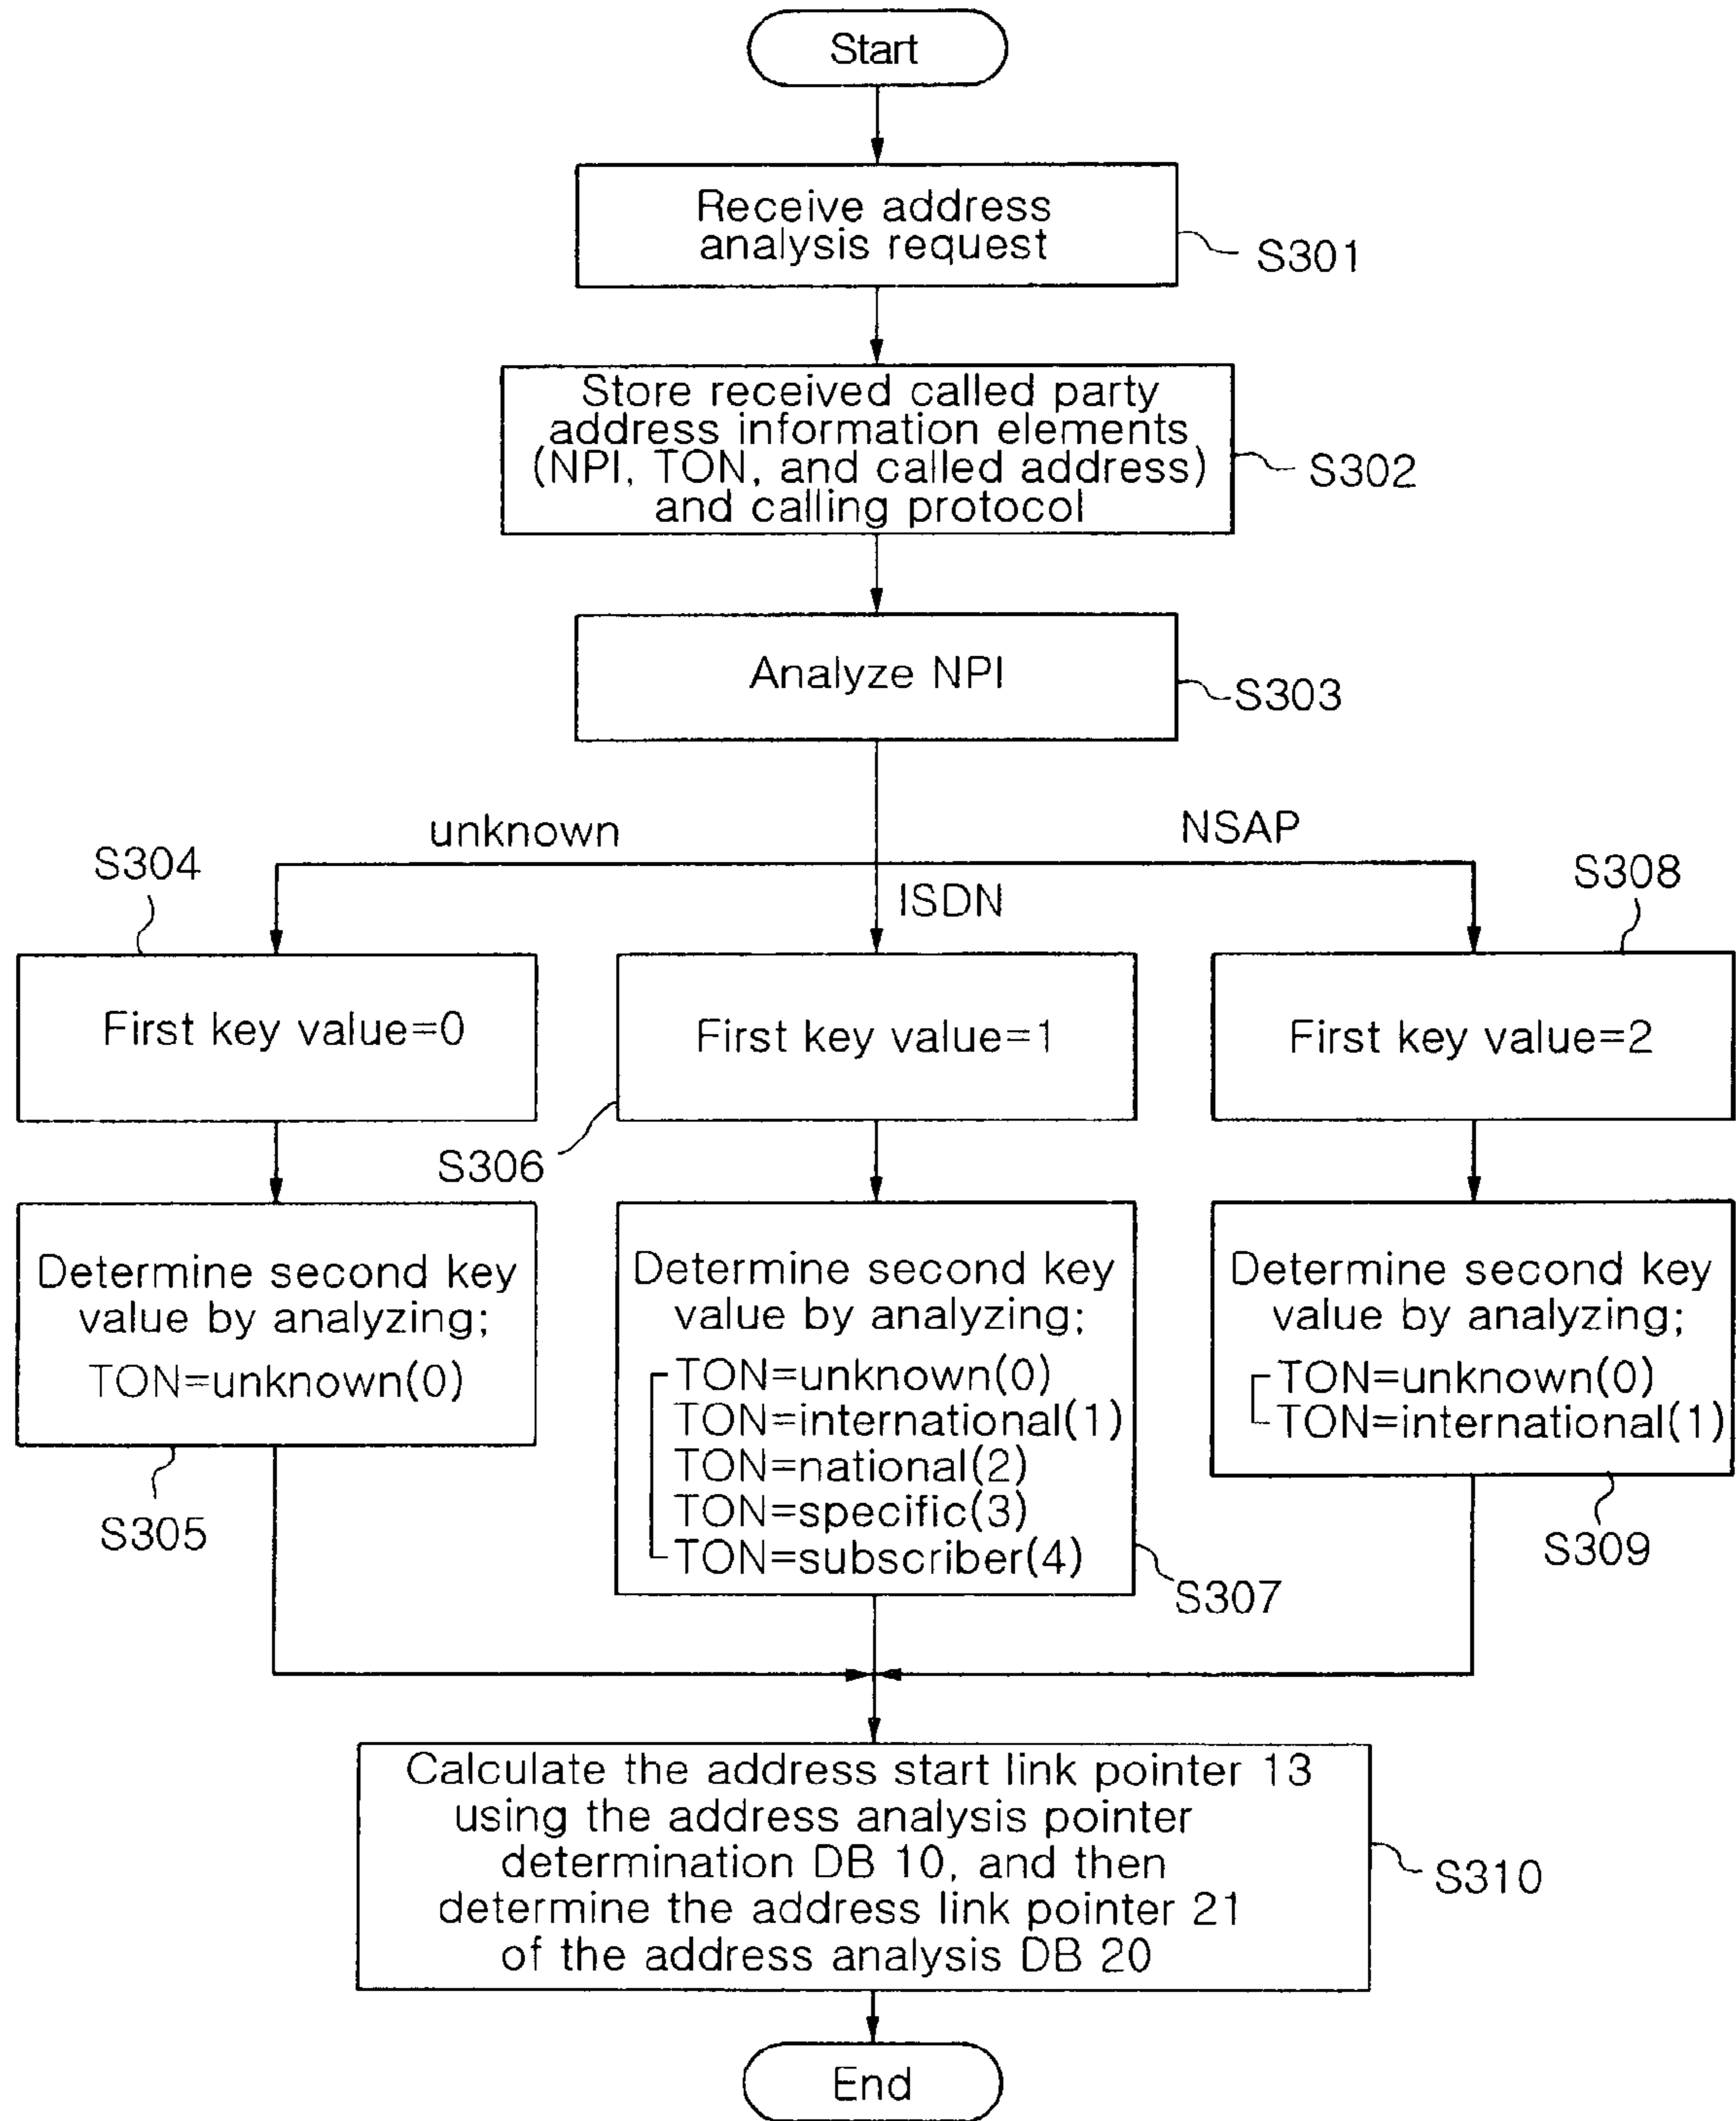 Start
Receive address
analysis request
S301
Store received called party
address information elements
(NPI, TON, and called address)
and calling protocol
S302
Analyze NPI
S303
unknown
NSAP
ISDN
S304
S308
First key value=0
First key value=1
First key value=2
S306
Determine second key
value by analyzing;
TON=unknown(0)
S305
Determine second key
value by analyzing;
TON=unknown(0)
TON=international(1)
TON=national(2)
TON=specific(3)
TON=subscriber(4)
S307
Determine second key
value by analyzing;
TON=unknown(0)
TON=international(1)
S309
Calculate the address start link pointer 13
using the address analysis pointer
determination DB 10, and then
determine the address link pointer 21
of the address analysis DB 20
S310
End